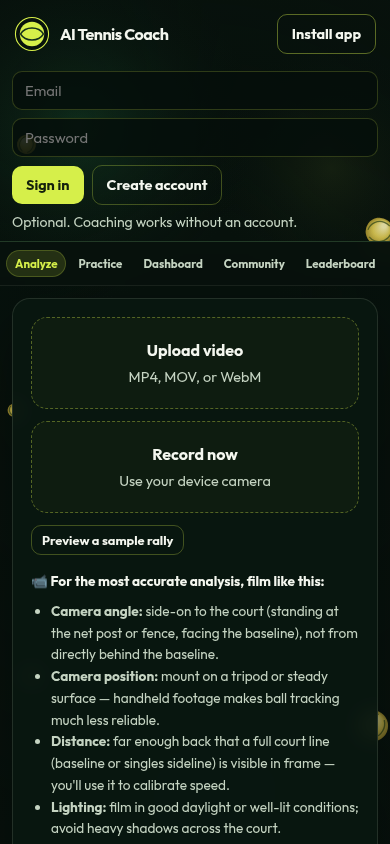 AI Tennis Coach
Install app
Email
Password
Sign in
Create account
Optional. Coaching works without an account.
Analyze
Practice
Dashboard
Community
Leaderboard
Upload video
MP4, MOV, or WebM
Record now
Use your device camera
Preview a sample rally
📹 For the most accurate analysis, film like this:
• Camera angle: side-on to the court (standing at
the net post or fence, facing the baseline), not from
directly behind the baseline.
• Camera position: mount on a tripod or steady
surface — handheld footage makes ball tracking
much less reliable.
• Distance: far enough back that a full court line
(baseline or singles sideline) is visible in frame —
you'll use it to calibrate speed.
• Lighting: film in good daylight or well-lit conditions;
avoid heavy shadows across the court.